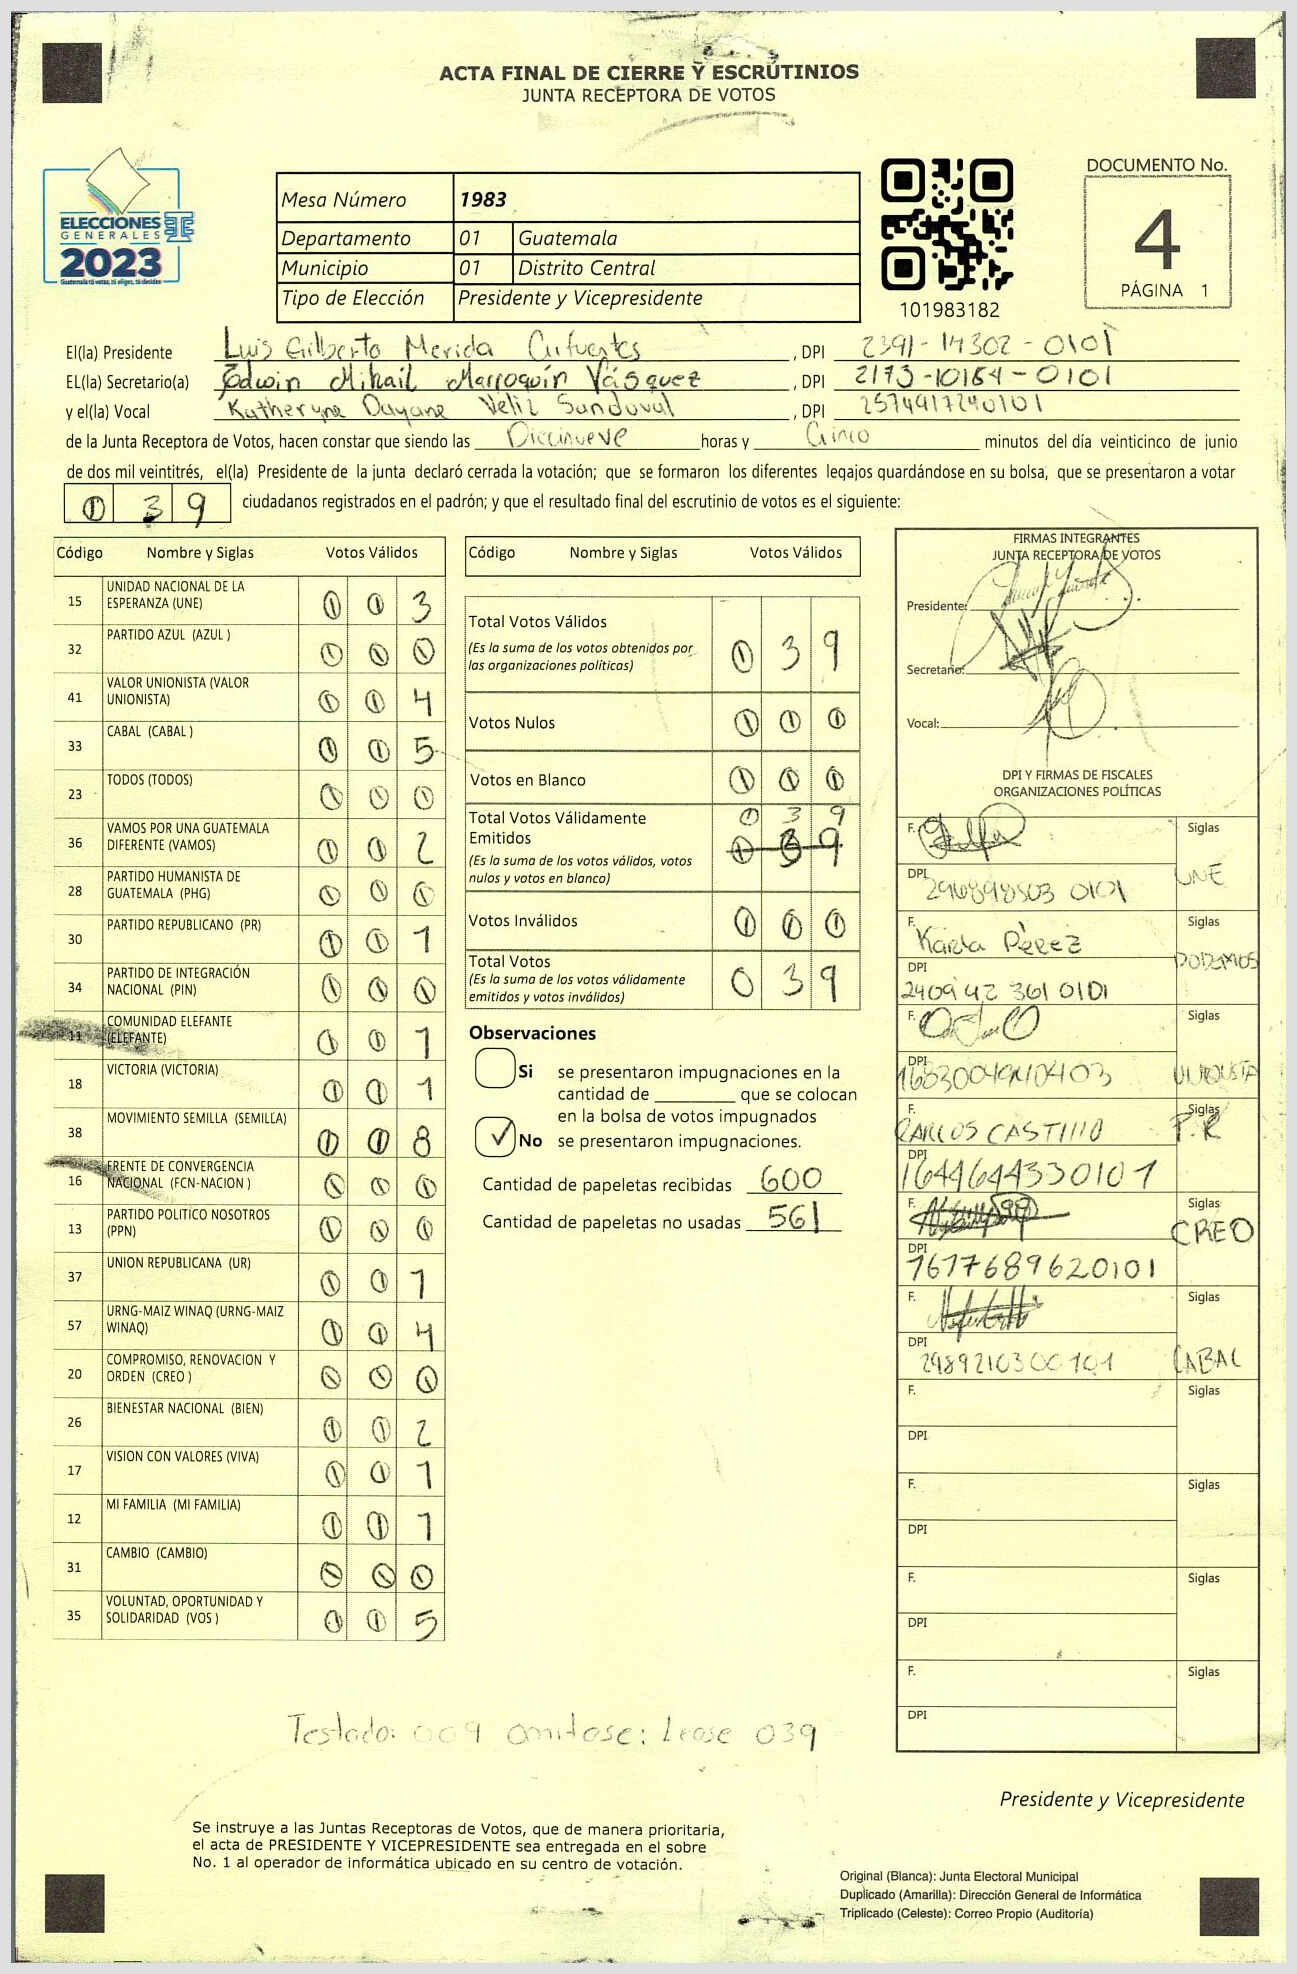 ACTA FINAL DE CIERRE Y ESCRUTINIOS
JUNTA RECEPTORA DE VOTOS
ELECCIONES
GENERALES
2023
Guatemala tú votas, tú eliges, tú decides
Mesa Número 1983
Departamento 01 Guatemala
Municipio 01 Distrito Central
Tipo de Elección Presidente y Vicepresidente
101983182
DOCUMENTO No.
4
PÁGINA 1
El(la) Presidente Luis Gilberto Merida Cifuentes , DPI 2391-14302-0101
EL(la) Secretario(a) Edwin Mihail Marroquín Vásquez , DPI 2173-10164-0101
y el(la) Vocal Katheryne Dayane Veliz Sandoval , DPI 2574917240101
de la Junta Receptora de Votos, hacen constar que siendo las Diecinueve horas y Cinco minutos del día veinticinco de junio
de dos mil veintitrés, el(la) Presidente de la junta declaró cerrada la votación; que se formaron los diferentes legajos quardándose en su bolsa, que se presentaron a votar
0 3 9 ciudadanos registrados en el padrón; y que el resultado final del escrutinio de votos es el siguiente:
Código Nombre y Siglas Votos Válidos
15 UNIDAD NACIONAL DE LA ESPERANZA (UNE) 0 0 3
32 PARTIDO AZUL (AZUL ) 0 0 0
41 VALOR UNIONISTA (VALOR UNIONISTA) 0 0 4
33 CABAL (CABAL ) 0 0 5
23 TODOS (TODOS) 0 0 0
36 VAMOS POR UNA GUATEMALA DIFERENTE (VAMOS) 0 0 2
28 PARTIDO HUMANISTA DE GUATEMALA (PHG) 0 0 0
30 PARTIDO REPUBLICANO (PR) 0 0 1
34 PARTIDO DE INTEGRACIÓN NACIONAL (PIN) 0 0 0
11 COMUNIDAD ELEFANTE (ELEFANTE) 0 0 1
18 VICTORIA (VICTORIA) 0 0 1
38 MOVIMIENTO SEMILLA (SEMILLA) 0 0 8
16 FRENTE DE CONVERGENCIA NACIONAL (FCN-NACION ) 0 0 0
13 PARTIDO POLITICO NOSOTROS (PPN) 0 0 0
37 UNION REPUBLICANA (UR) 0 0 1
57 URNG-MAIZ WINAQ (URNG-MAIZ WINAQ) 0 0 4
20 COMPROMISO, RENOVACION Y ORDEN (CREO ) 0 0 0
26 BIENESTAR NACIONAL (BIEN) 0 0 2
17 VISION CON VALORES (VIVA) 0 0 1
12 MI FAMILIA (MI FAMILIA) 0 0 1
31 CAMBIO (CAMBIO) 0 0 0
35 VOLUNTAD, OPORTUNIDAD Y SOLIDARIDAD (VOS ) 0 0 5
Código Nombre y Siglas Votos Válidos
Total Votos Válidos 0 3 9
(Es la suma de los votos obtenidos por
las organizaciones políticas)
Votos Nulos 0 0 0
Votos en Blanco 0 0 0
Total Votos Válidamente 0 3 9
Emitidos 0 3 9
(Es la suma de los votos válidos, votos
nulos y votos en blanco)
Votos Inválidos 0 0 0
Total Votos 0 3 9
(Es la suma de los votos válidamente
emitidos y votos inválidos)
Observaciones
Si se presentaron impugnaciones en la
cantidad de ________ que se colocan
en la bolsa de votos impugnados
✓ No se presentaron impugnaciones.
Cantidad de papeletas recibidas 600
Cantidad de papeletas no usadas 561
FIRMAS INTEGRANTES
JUNTA RECEPTORA DE VOTOS
Presidente:
Secretario:
Vocal:
DPI Y FIRMAS DE FISCALES
ORGANIZACIONES POLÍTICAS
F. Siglas
DPI UNE
F. Karla Pérez Siglas
DPI 2409 42 361 0101 PODEMOS
F. Siglas
DPI UNIONISTA
F. CARLOS CASTILLO Siglas
DPI 1644644330101 P.R
F. Siglas
DPI 1617689620101 CREO
F. Siglas
DPI 2989210300101 CABAL
F. Siglas
DPI
F. Siglas
DPI
F. Siglas
DPI
F. Siglas
DPI
Testado: 009 omitase: Lease 039
Presidente y Vicepresidente
Se instruye a las Juntas Receptoras de Votos, que de manera prioritaria,
el acta de PRESIDENTE Y VICEPRESIDENTE sea entregada en el sobre
No. 1 al operador de informática ubicado en su centro de votación.
Original (Blanca): Junta Electoral Municipal
Duplicado (Amarilla): Dirección General de Informática
Triplicado (Celeste): Correo Propio (Auditoría)